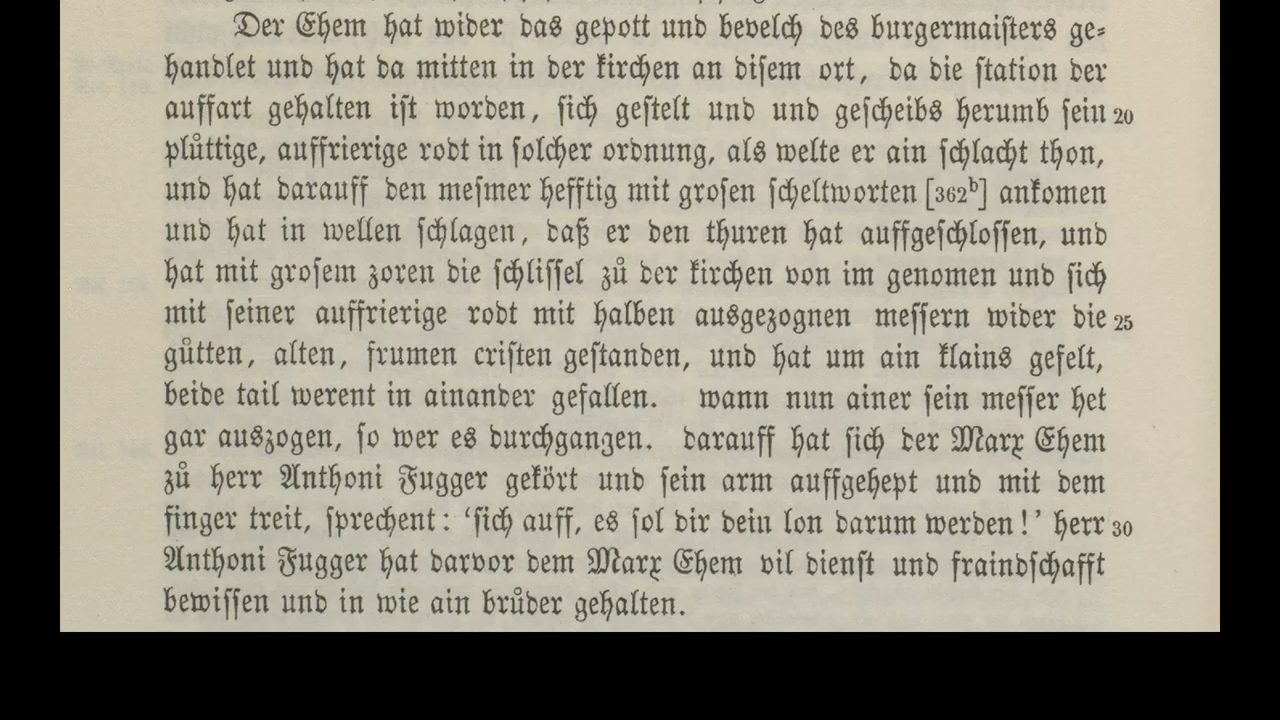 Der Ehem hat wider das gepott und bevelch des burgermaiſters ge⸗
handlet und hat da mitten in der kirchen an diſem ort, da die ſtation der
auffart gehalten iſt worden, ſich geſtelt und und geſcheibs herumb ſein 20
plůttige, auffrierige rodt in ſolcher ordnung, als welte er ain ſchlacht thon,
und hat darauff den meſmer hefftig mit groſen ſcheltworten [362ᵇ] ankomen
und hat in wellen ſchlagen, daß er den thuren hat auffgeſchloſſen, und
hat mit groſem zoren die ſchliſſel zů der kirchen von im genomen und ſich
mit ſeiner auffrierige rodt mit halben ausgezognen meſſern wider die 25
gůtten, alten, frumen criſten geſtanden, und hat um ain klains gefelt,
beide tail werent in ainander gefallen. wann nun ainer ſein meſſer het
gar auszogen, ſo wer es durchgangen. darauff hat ſich der Marx Ehem
zů herr Anthoni Fugger gekört und ſein arm auffgehept und mit dem
finger treit, ſprechent: ‘ſich auff, es ſol dir dein lon darum werden!’ herr 30
Anthoni Fugger hat darvor dem Marx Ehem vil dienſt und fraindſchafft
bewiſſen und in wie ain brůder gehalten.